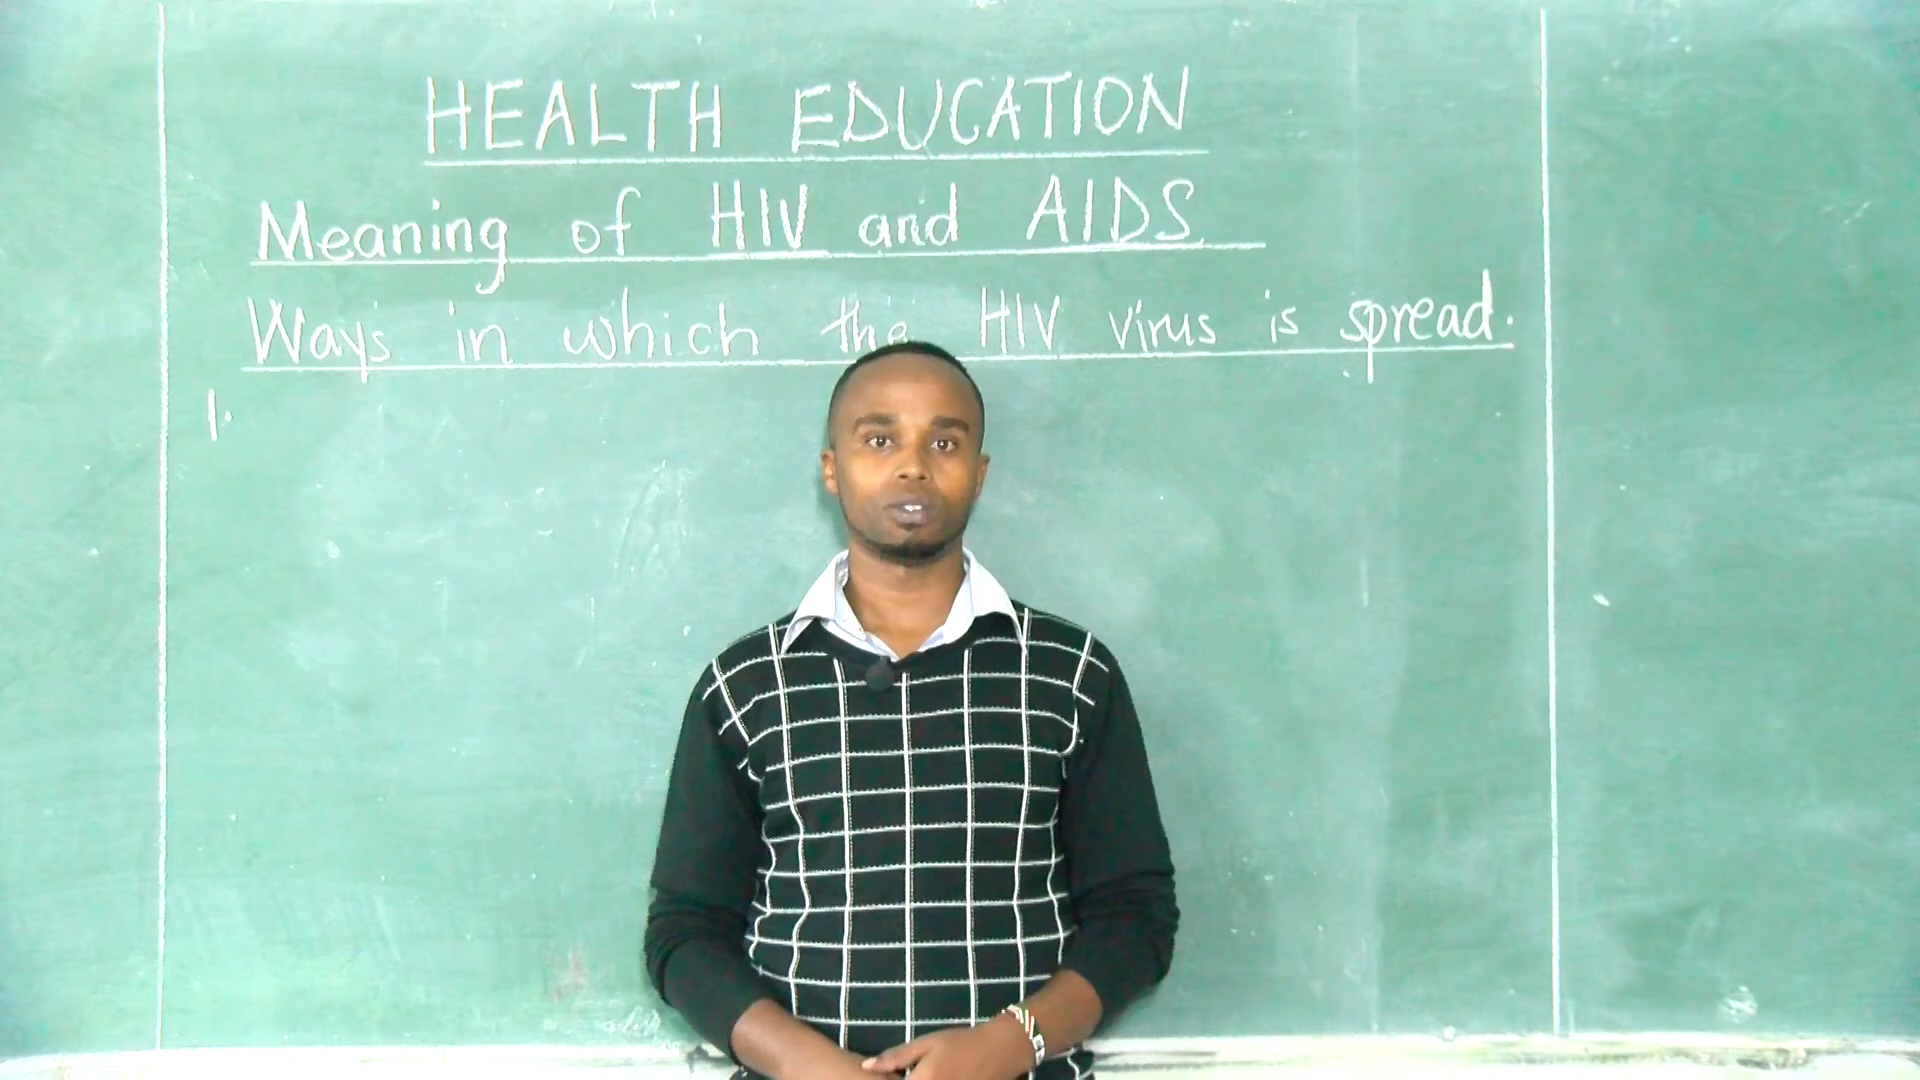 HEALTH EDUCATION
Meaning of HIV and AIDS
Ways in which the HIV virus is spread.
1.